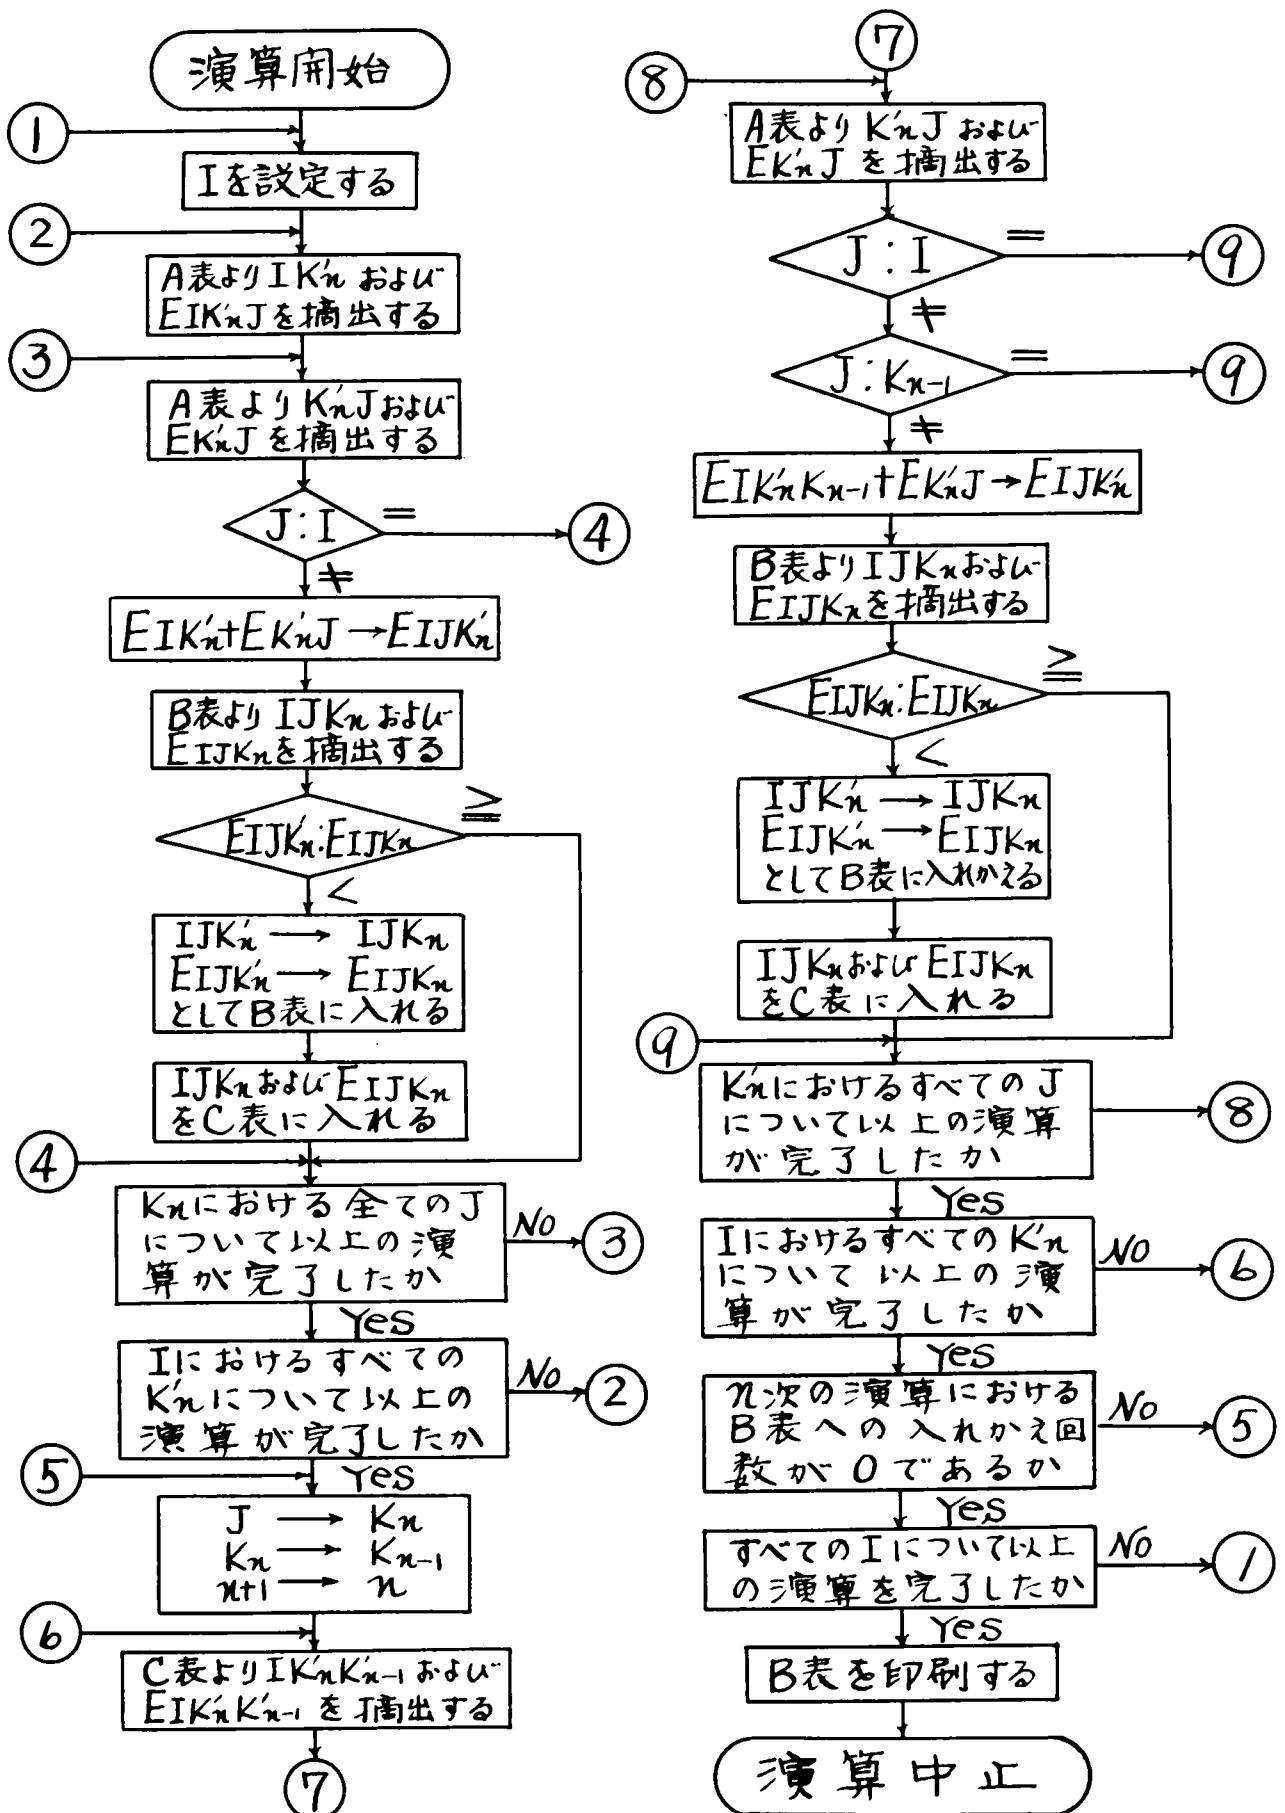 演算開始
①
Iを設定する
②
A表よりIK'n および
EIK'nJを摘出する
③
A表よりK'nJおよび
EK'nJを摘出する
J:I
=
④
≠
EIK'n+EK'nJ→EIJK'n
B表よりIJKnおよび
EIJKnを摘出する
EIJK'n:EIJKn
≧
<
IJK'n → IJKn
EIJK'n → EIJKn
としてB表に入れる
IJKnおよびEIJKn
をC表に入れる
④
Knにおける全てのJ
について以上の演
算が完了したか
NO
③
Yes
Iにおけるすべての
K'nについて以上の
演算が完了したか
NO
②
⑤
Yes
J → Kn
Kn → Kn-1
n+1 → n
⑥
C表よりIK'nK'n-1および
EIK'nK'n-1を摘出する
⑦
⑦
⑧
A表よりK'nJおよび
EK'nJを摘出する
J:I
=
⑨
≠
J:Kn-1
=
⑨
≠
EIK'nKn-1+EK'nJ→EIJK'n
B表よりIJKnおよび
EIJKnを摘出する
EIJKn:EIJKn
≧
<
IJK'n → IJKn
EIJK'n → EIJKn
としてB表に入れかえる
IJKnおよびEIJKn
をC表に入れる
⑨
K'nにおけるすべてのJ
について以上の演算
が完了したか
⑧
Yes
IにおけるすべてのK'n
について以上の演
算が完了したか
NO
⑥
Yes
n次の演算における
B表への入れかえ回
数が0であるか
NO
⑤
Yes
すべてのIについて以上
の演算を完了したか
NO
①
Yes
B表を印刷する
演算中止